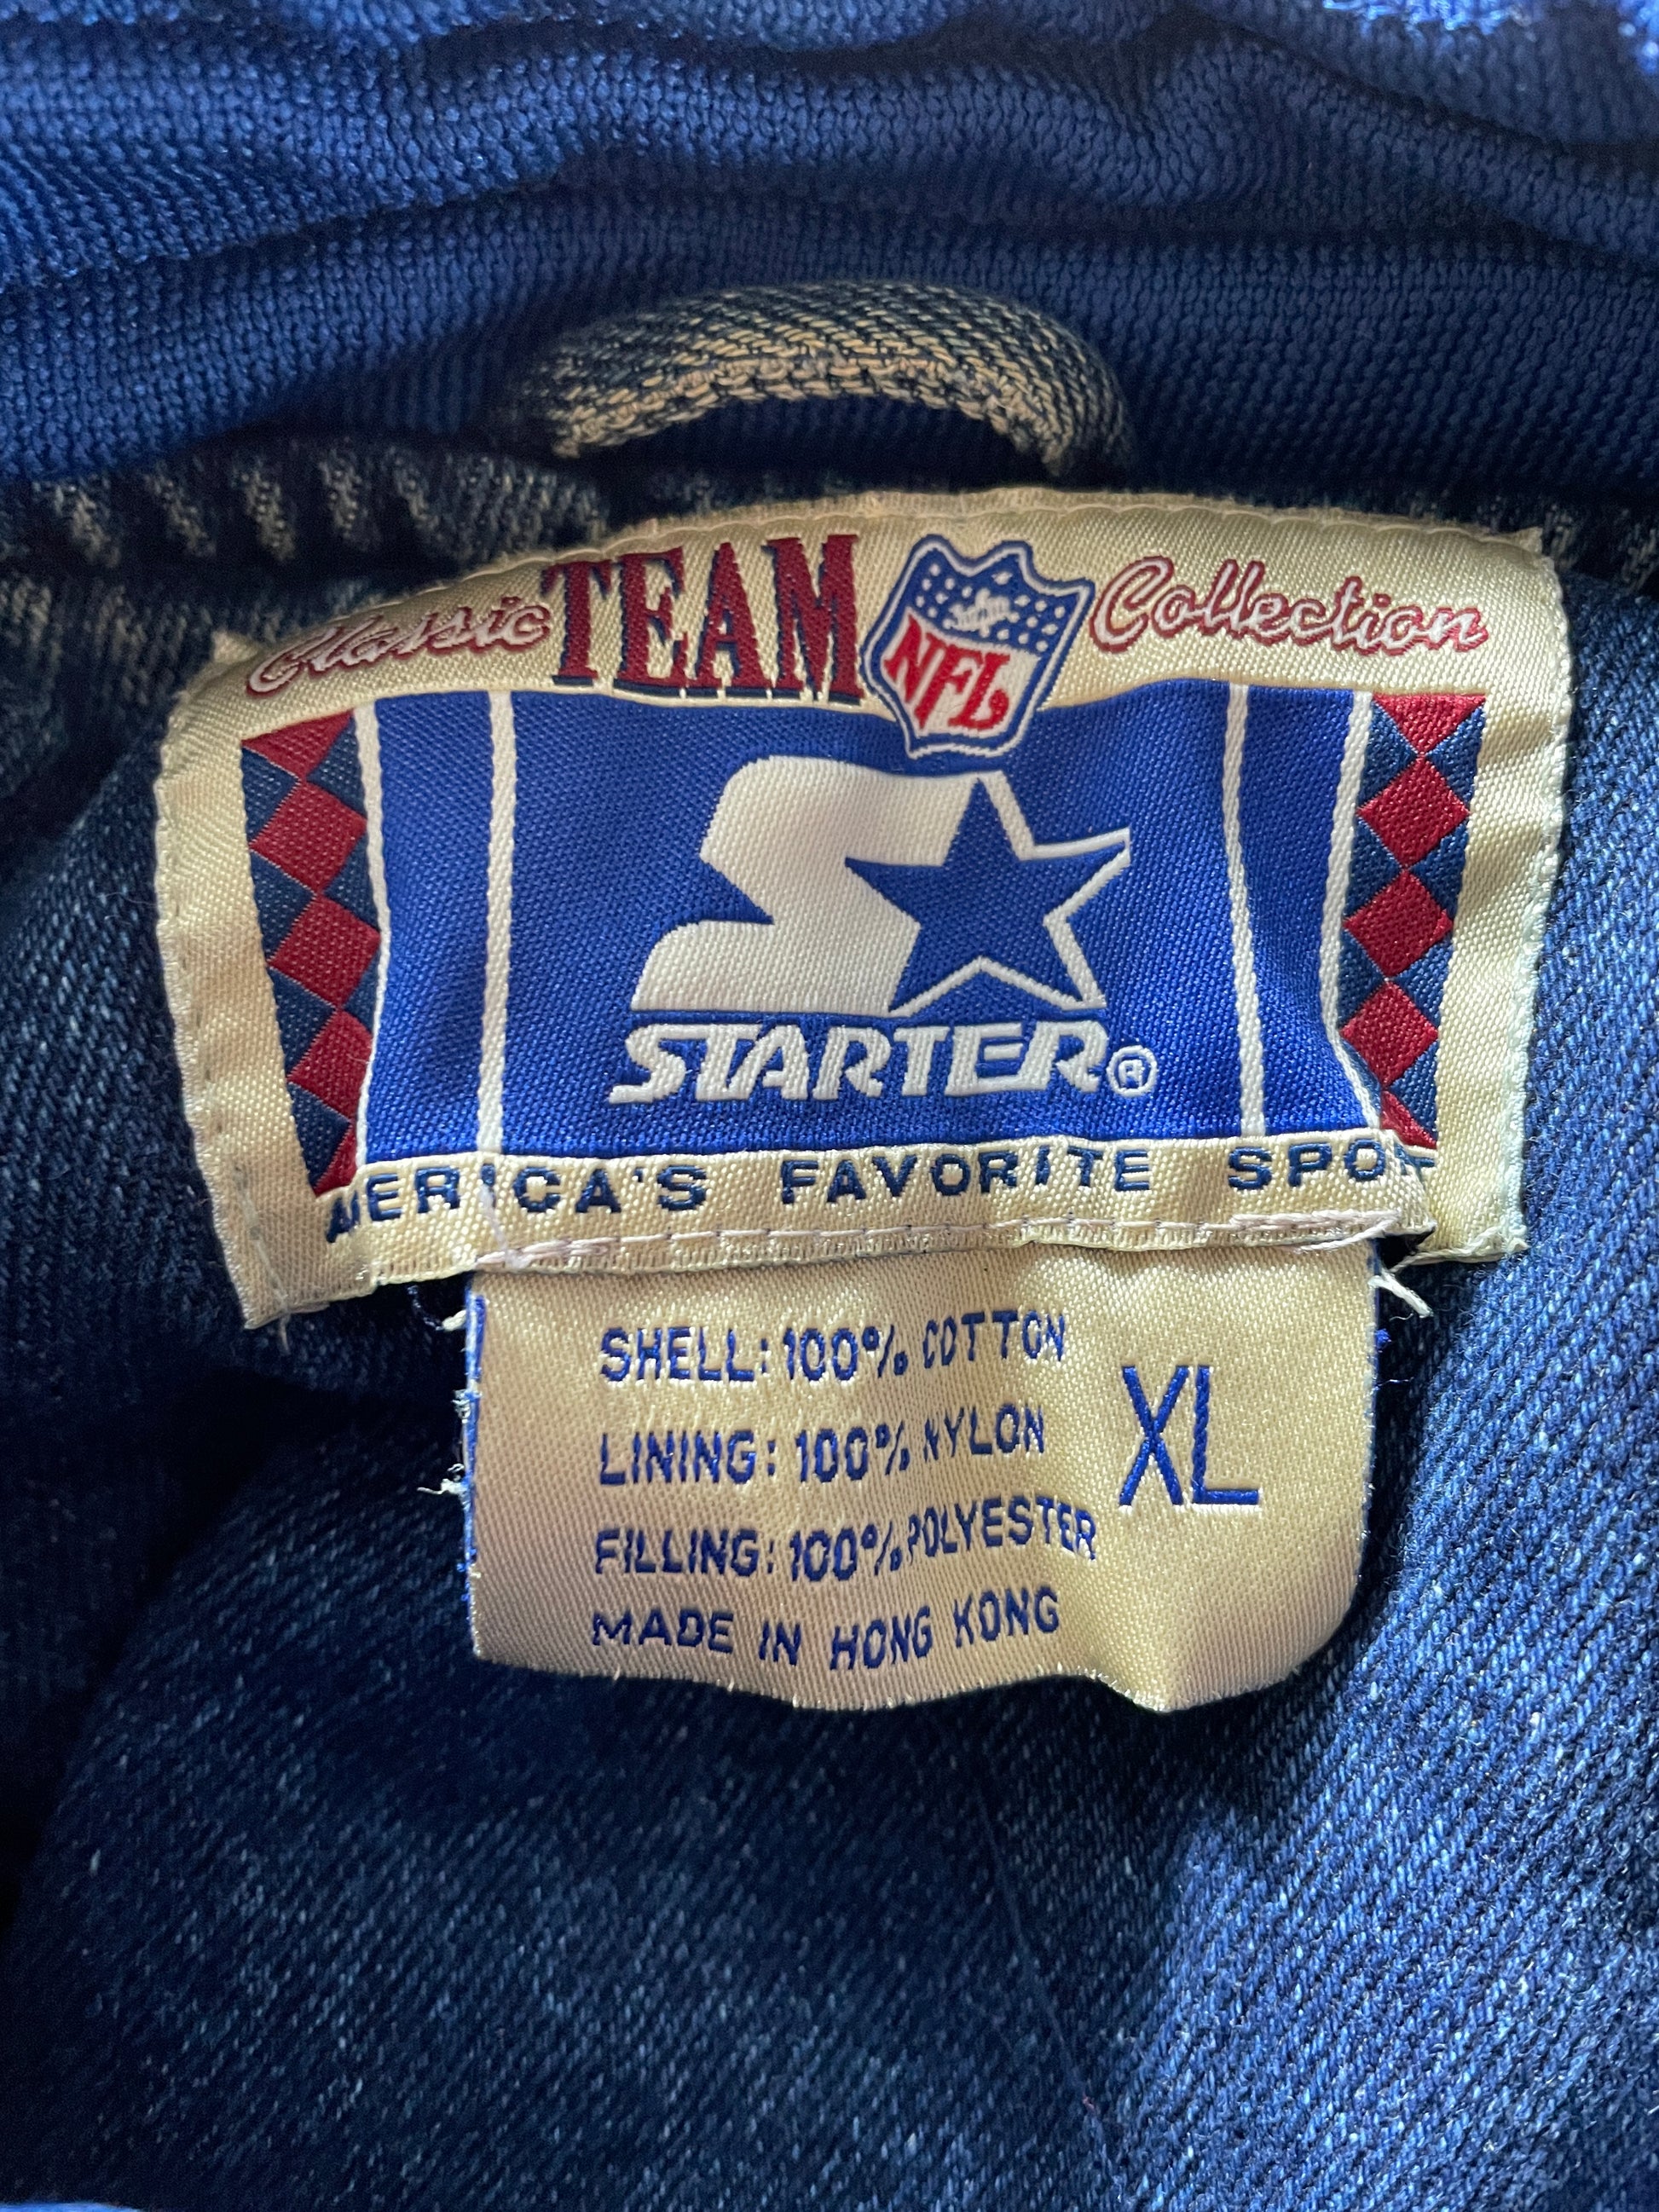 Classic TEAM NFL Collection
STARTER®
AMERICA'S FAVORITE SPORT
SHELL: 100% COTTON
LINING: 100% NYLON
XL
FILLING: 100% POLYESTER
MADE IN HONG KONG